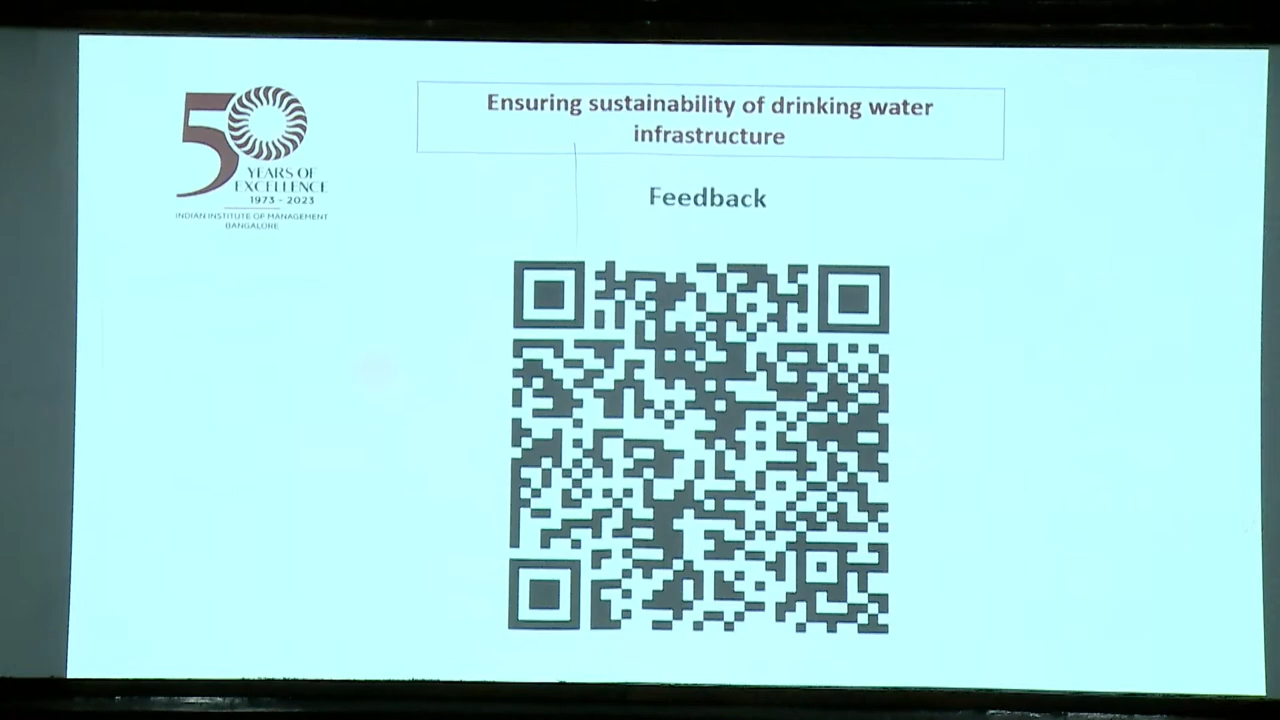 50
YEARS OF
EXCELLENCE
1973 - 2023
INDIAN INSTITUTE OF MANAGEMENT
BANGALORE
Ensuring sustainability of drinking water
infrastructure
Feedback